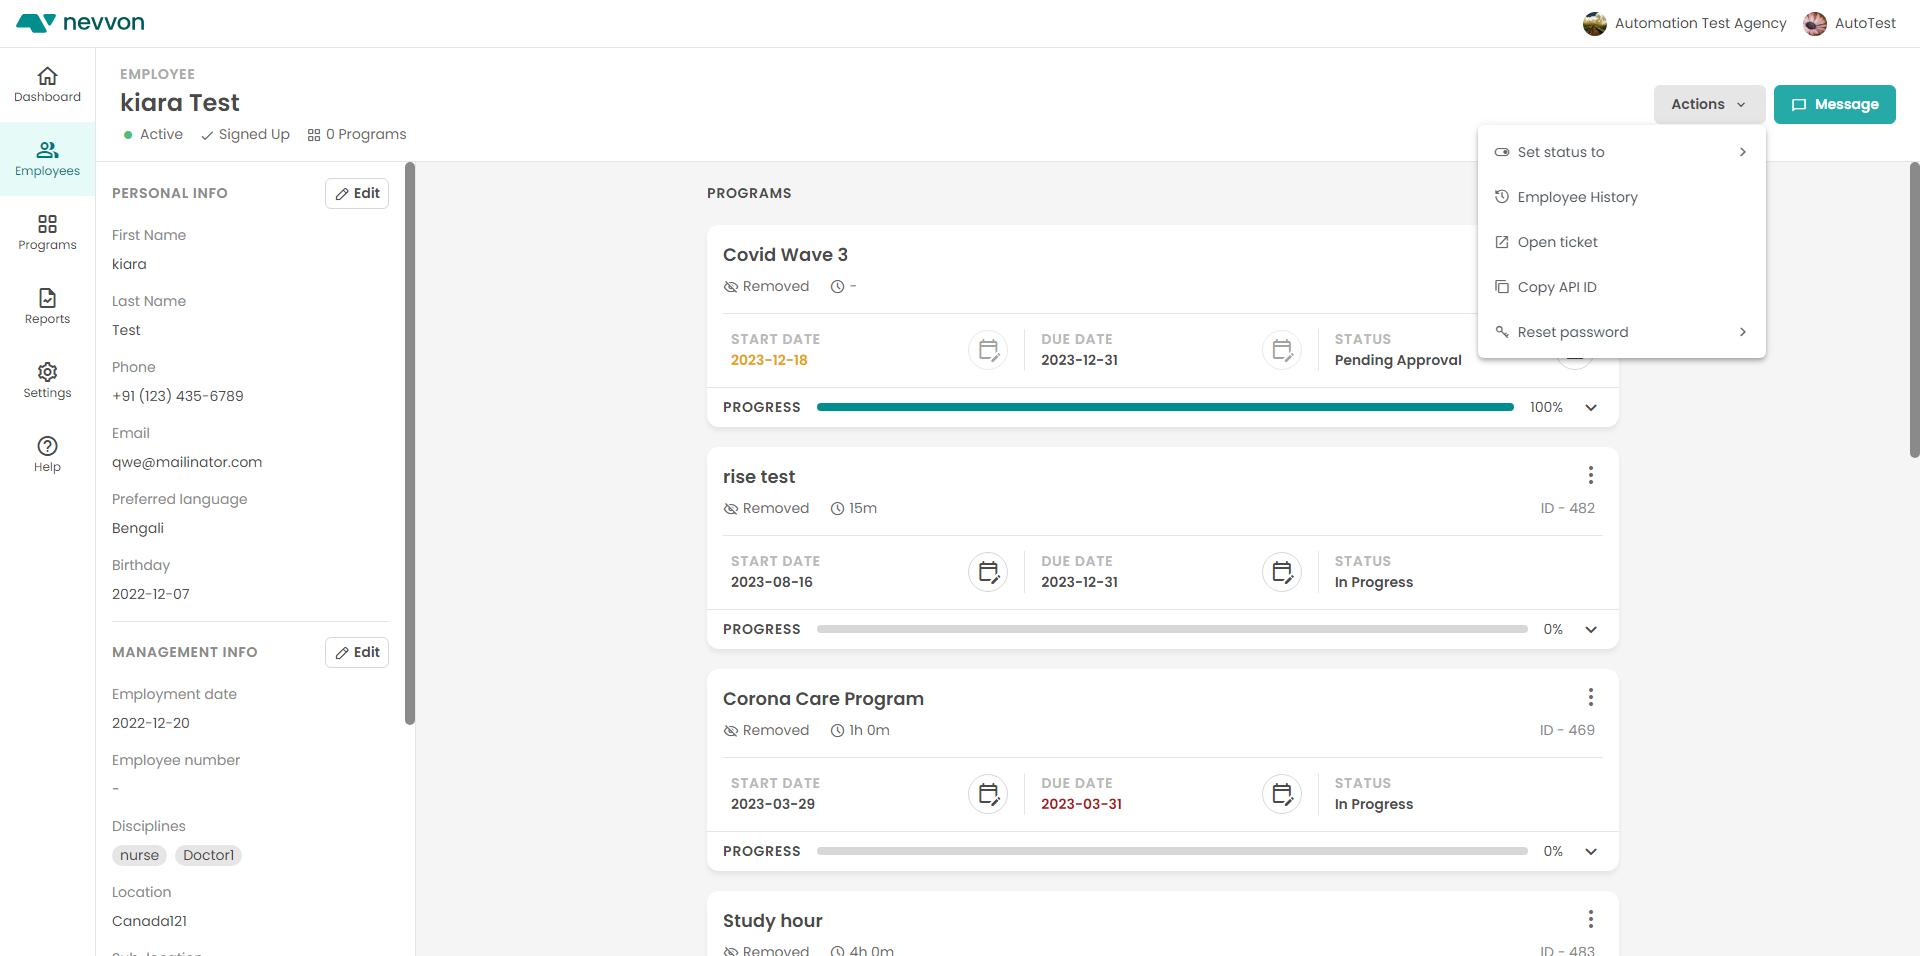 nevvon
Automation Test Agency
AutoTest
Dashboard
Employees
Programs
Reports
Settings
Help
EMPLOYEE
kiara Test
Active
Signed Up
0 Programs
Actions
Message
Set status to
Employee History
Open ticket
Copy API ID
Reset password
PERSONAL INFO
Edit
First Name
kiara
Last Name
Test
Phone
+91 (123) 435-6789
Email
qwe@mailinator.com
Preferred language
Bengali
Birthday
2022-12-07
MANAGEMENT INFO
Edit
Employment date
2022-12-20
Employee number
-
Disciplines
nurse Doctor1
Location
Canada121
PROGRAMS
Covid Wave 3
Removed -
START DATE
2023-12-18
DUE DATE
2023-12-31
STATUS
Pending Approval
PROGRESS 100%
rise test
Removed 15m
ID - 482
START DATE
2023-08-16
DUE DATE
2023-12-31
STATUS
In Progress
PROGRESS 0%
Corona Care Program
Removed 1h 0m
ID - 469
START DATE
2023-03-29
DUE DATE
2023-03-31
STATUS
In Progress
PROGRESS 0%
Study hour
Removed 4h 0m
ID - 483